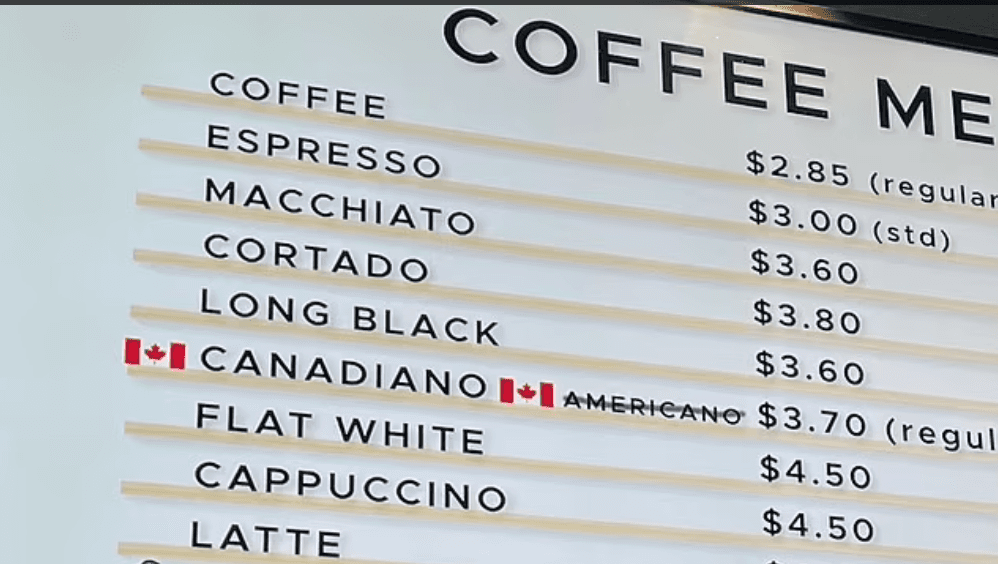 COFFEE ME
COFFEE $2.85 (regular
ESPRESSO $3.00 (std)
MACCHIATO $3.60
CORTADO $3.80
LONG BLACK $3.60
CANADIANO AMERICANO $3.70 (regul
FLAT WHITE $4.50
CAPPUCCINO $4.50
LATTE